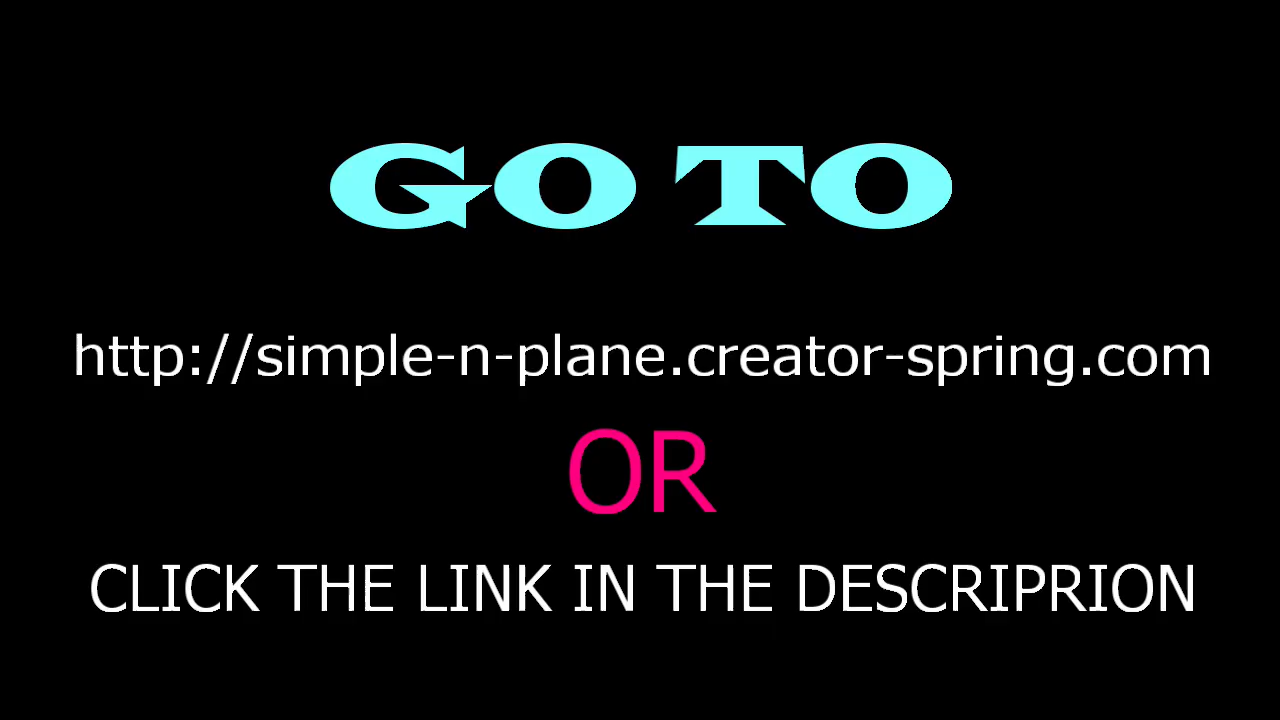 GO TO
http://simple-n-plane.creator-spring.com
OR
CLICK THE LINK IN THE DESCRIPRION